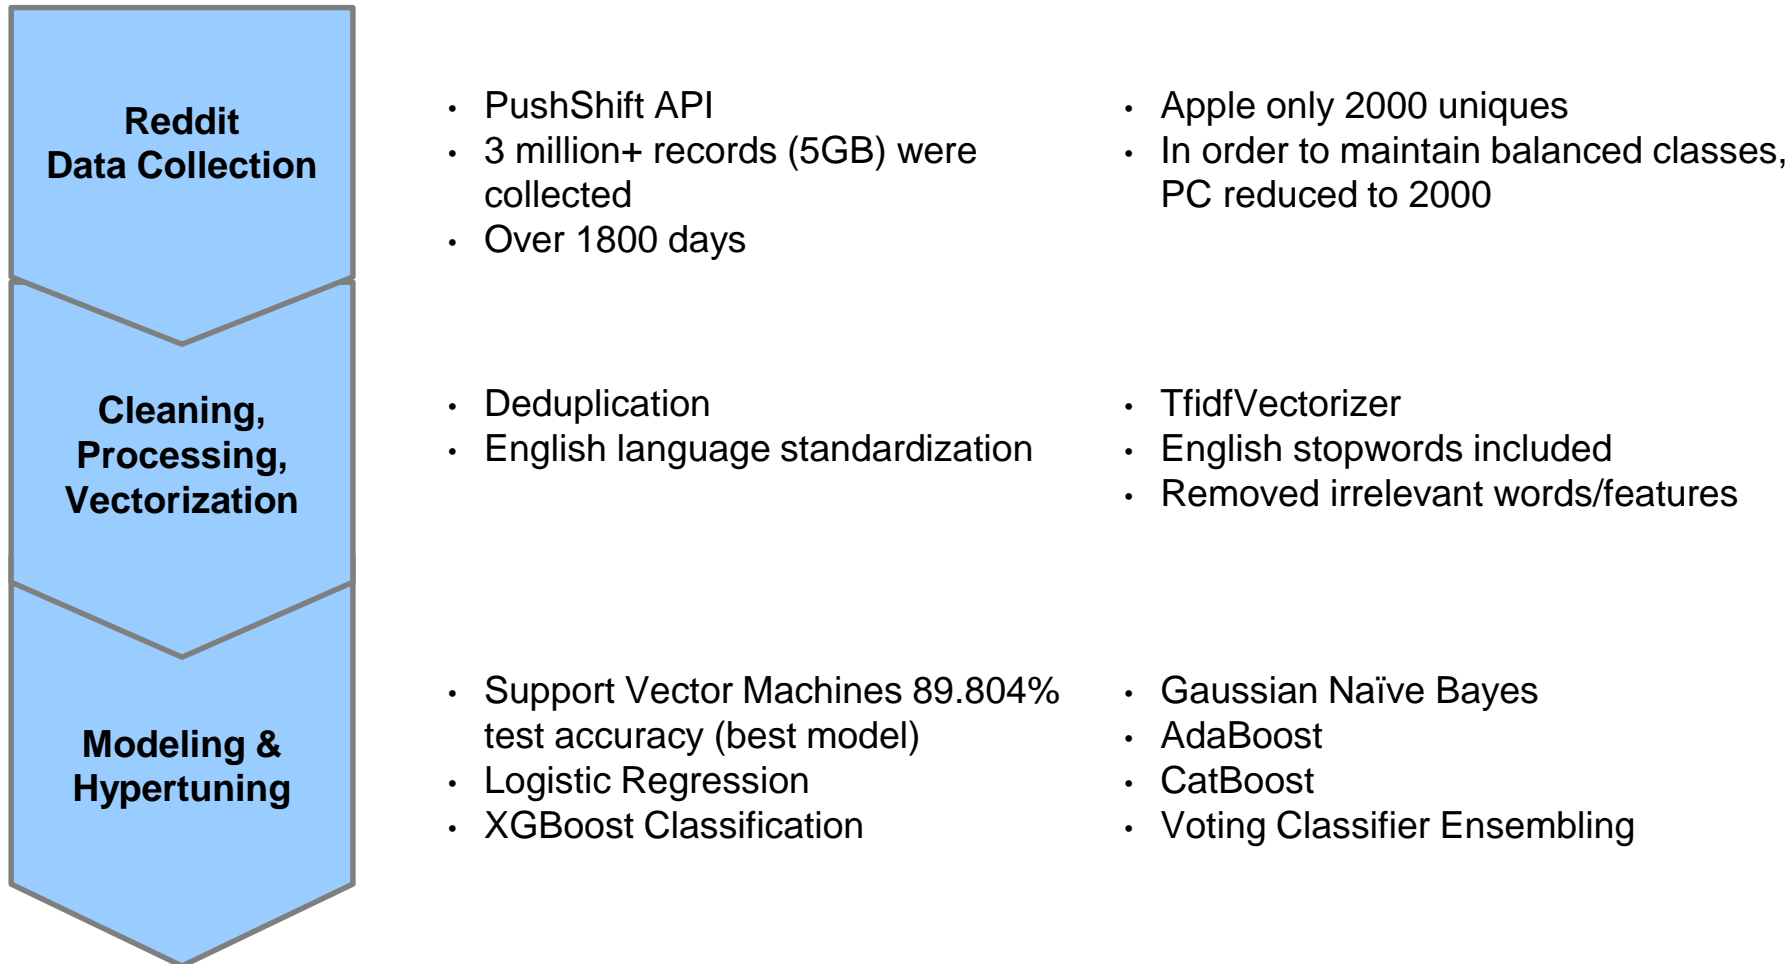 Reddit
Data Collection
• PushShift API
• 3 million+ records (5GB) were
collected
• Over 1800 days
• Apple only 2000 uniques
• In order to maintain balanced classes,
PC reduced to 2000
Cleaning,
Processing,
Vectorization
• Deduplication
• English language standardization
• TfidfVectorizer
• English stopwords included
• Removed irrelevant words/features
Modeling &
Hypertuning
• Support Vector Machines 89.804%
test accuracy (best model)
• Logistic Regression
• XGBoost Classification
• Gaussian Naïve Bayes
• AdaBoost
• CatBoost
• Voting Classifier Ensembling